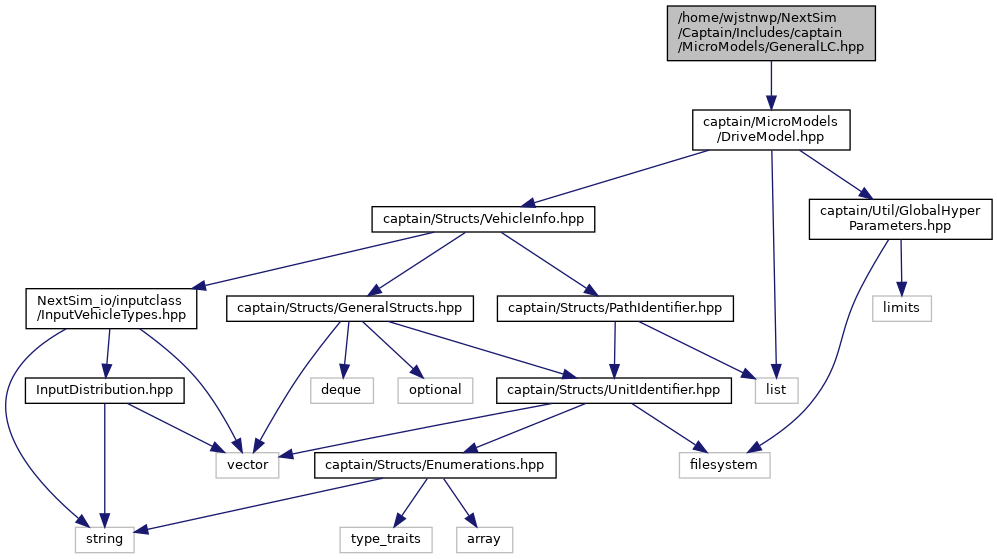 /home/wjstnwp/NextSim
/Captain/Includes/captain
/MicroModels/GeneralLC.hpp
captain/MicroModels
/DriveModel.hpp
captain/Structs/VehicleInfo.hpp
captain/Util/GlobalHyper
Parameters.hpp
NextSim_io/inputclass
/InputVehicleTypes.hpp
captain/Structs/GeneralStructs.hpp
captain/Structs/PathIdentifier.hpp
limits
InputDistribution.hpp
deque
optional
captain/Structs/UnitIdentifier.hpp
list
vector
captain/Structs/Enumerations.hpp
filesystem
string
type_traits
array